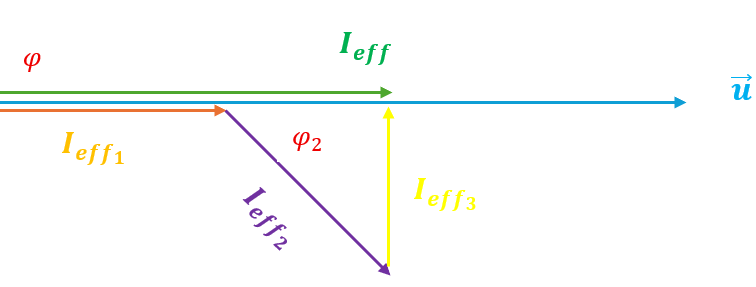 φ
I_eff
u⃗
I_eff₁
φ₂
I_eff₂
I_eff₃